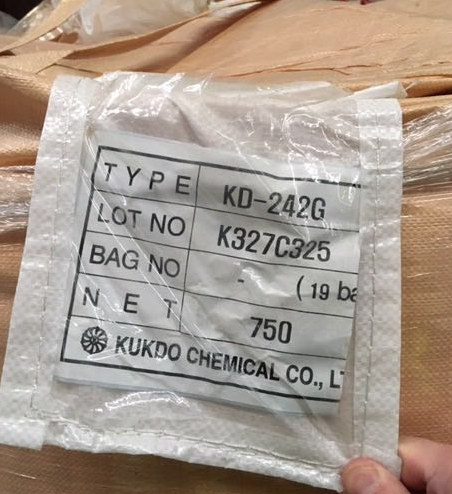 TYPE KD-242G
LOT NO K327C325
BAG NO - (19 ba
NET 750
KUKDO CHEMICAL CO., LT